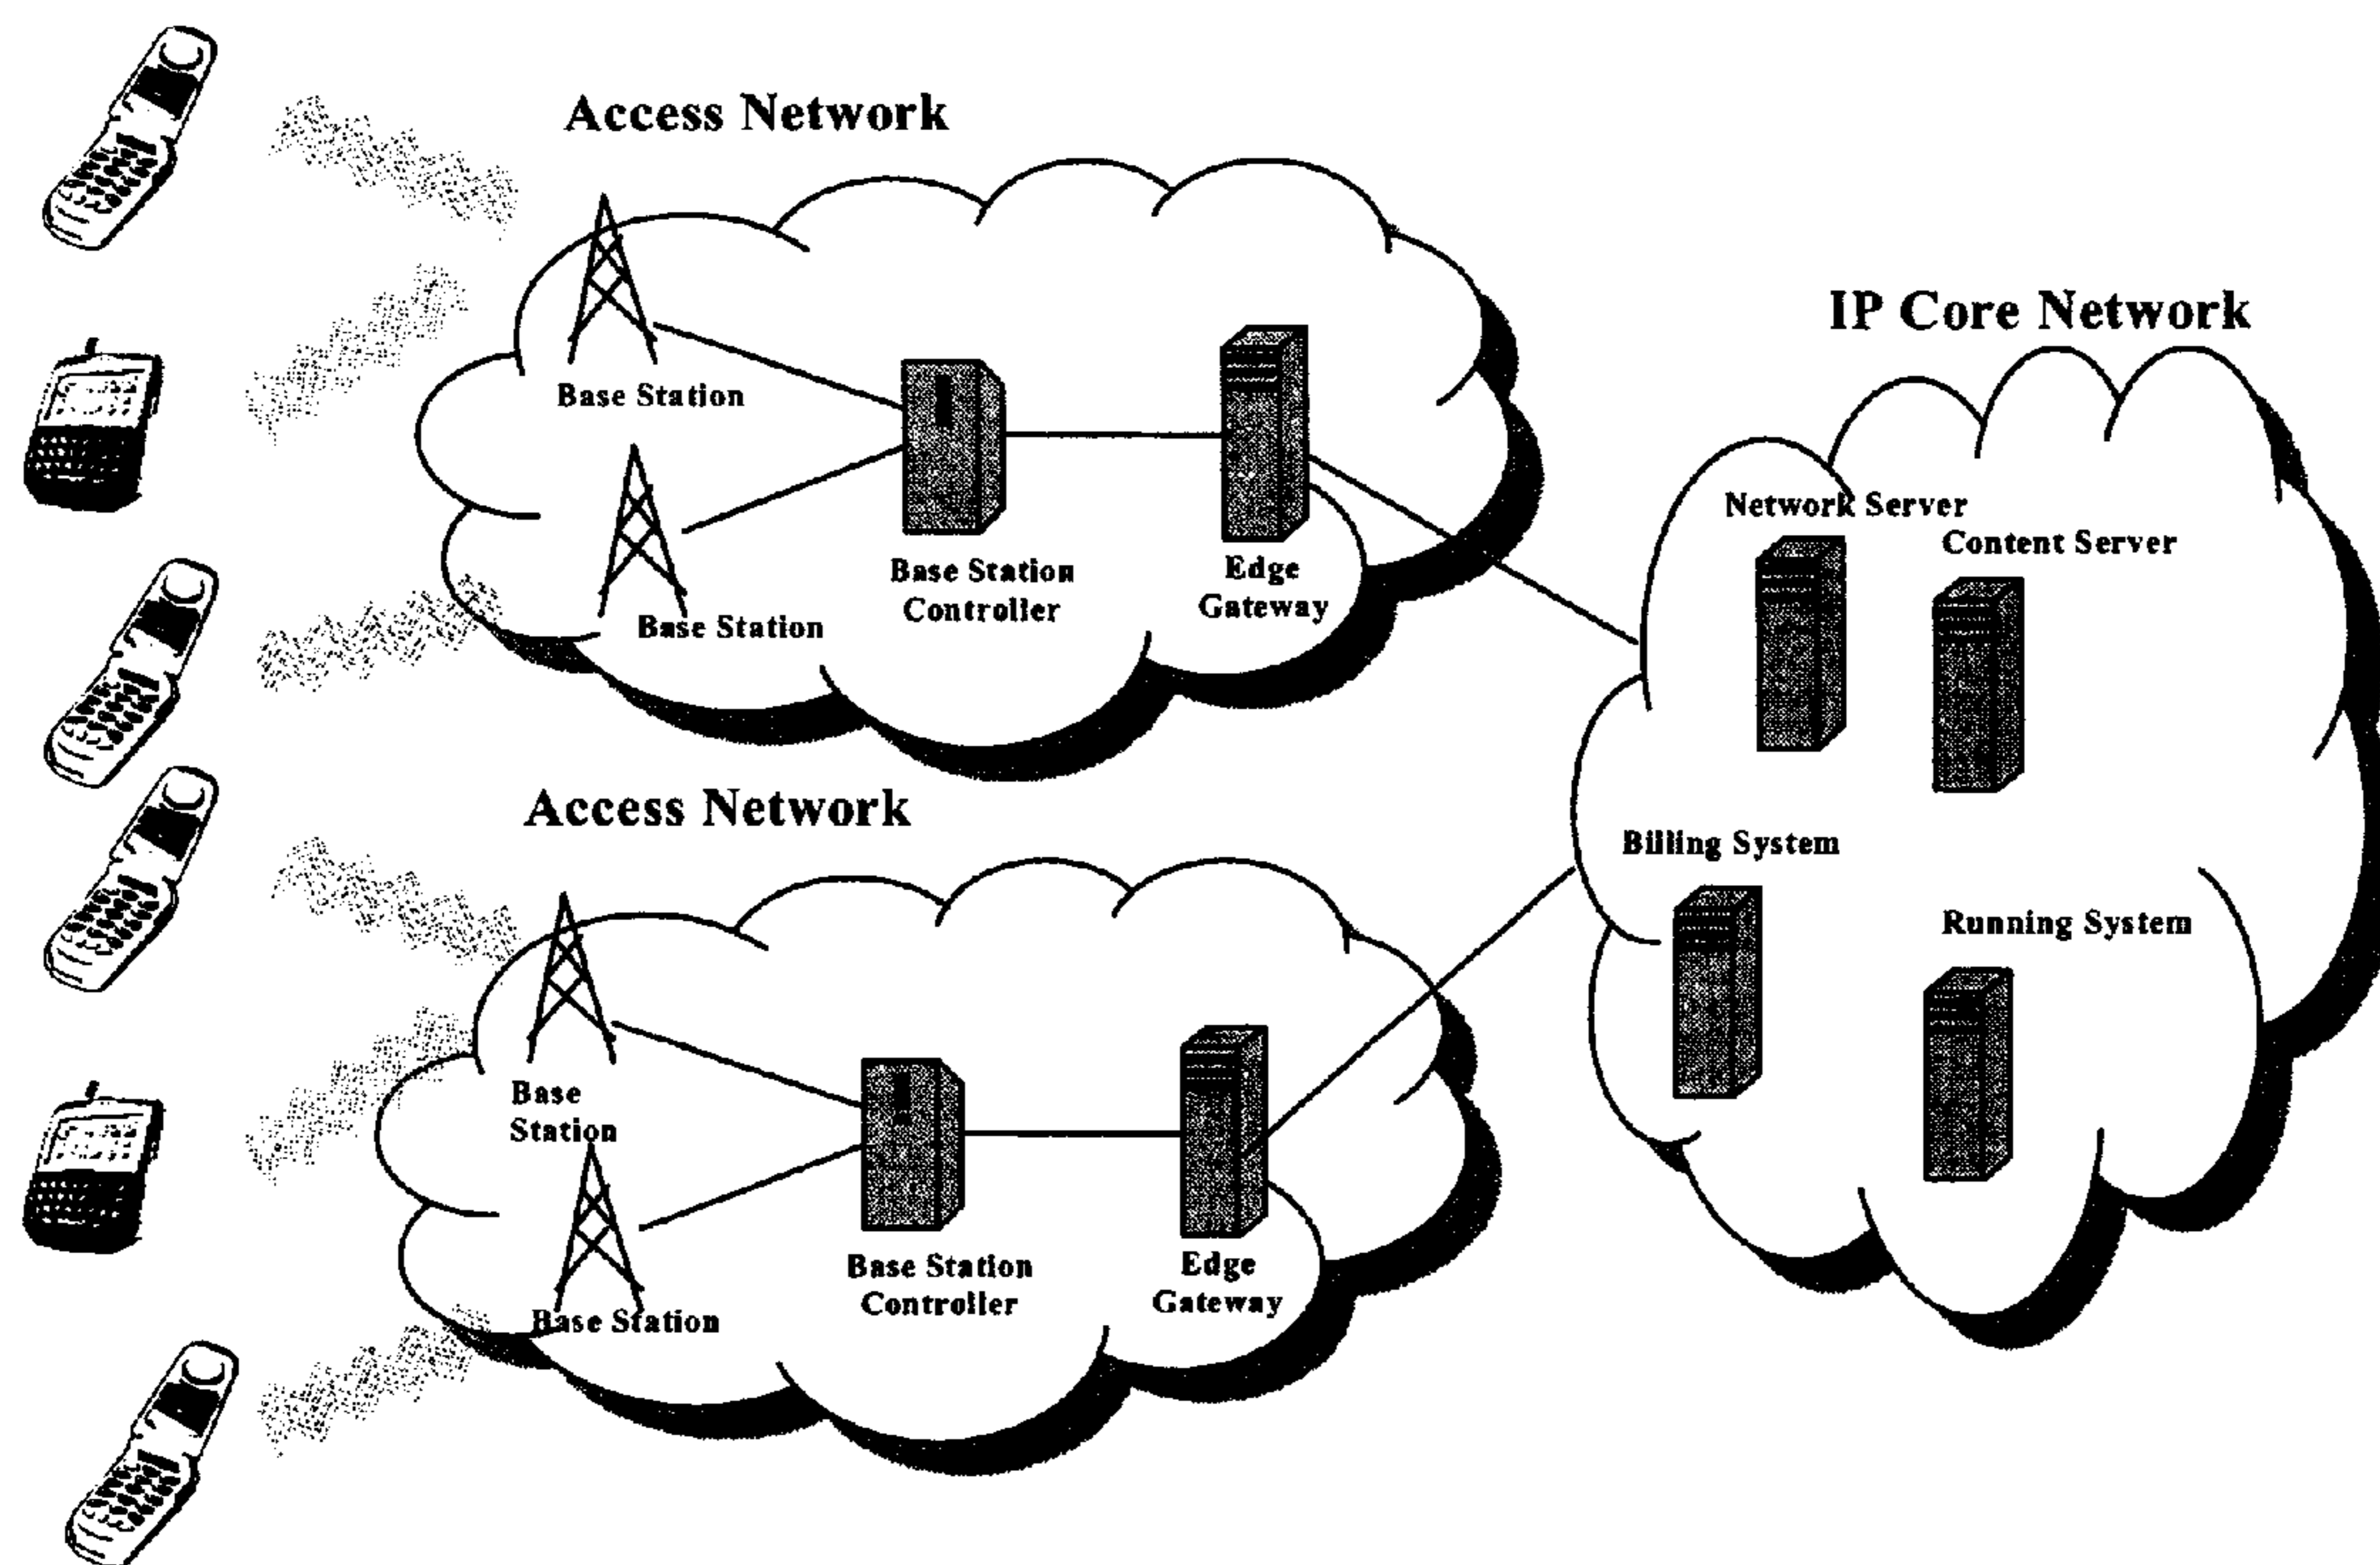 Access Network
Base Station
Base Station
Base Station
Controller
Edge
Gateway
IP Core Network
Network Server
Content Server
Billing System
Running System
Access Network
Base
Station
Base Station
Base Station
Controller
Edge
Gateway